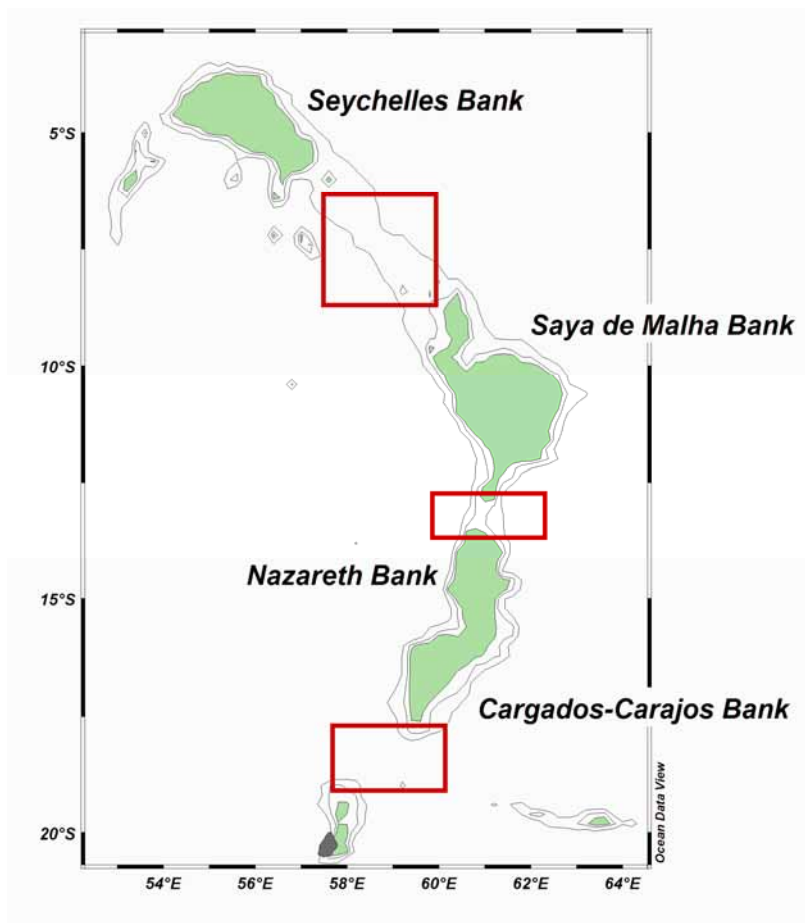 Seychelles Bank
5°S
Saya de Malha Bank
10°S
Nazareth Bank
15°S
Cargados-Carajos Bank
Ocean Data View
20°S
54°E 56°E 58°E 60°E 62°E 64°E